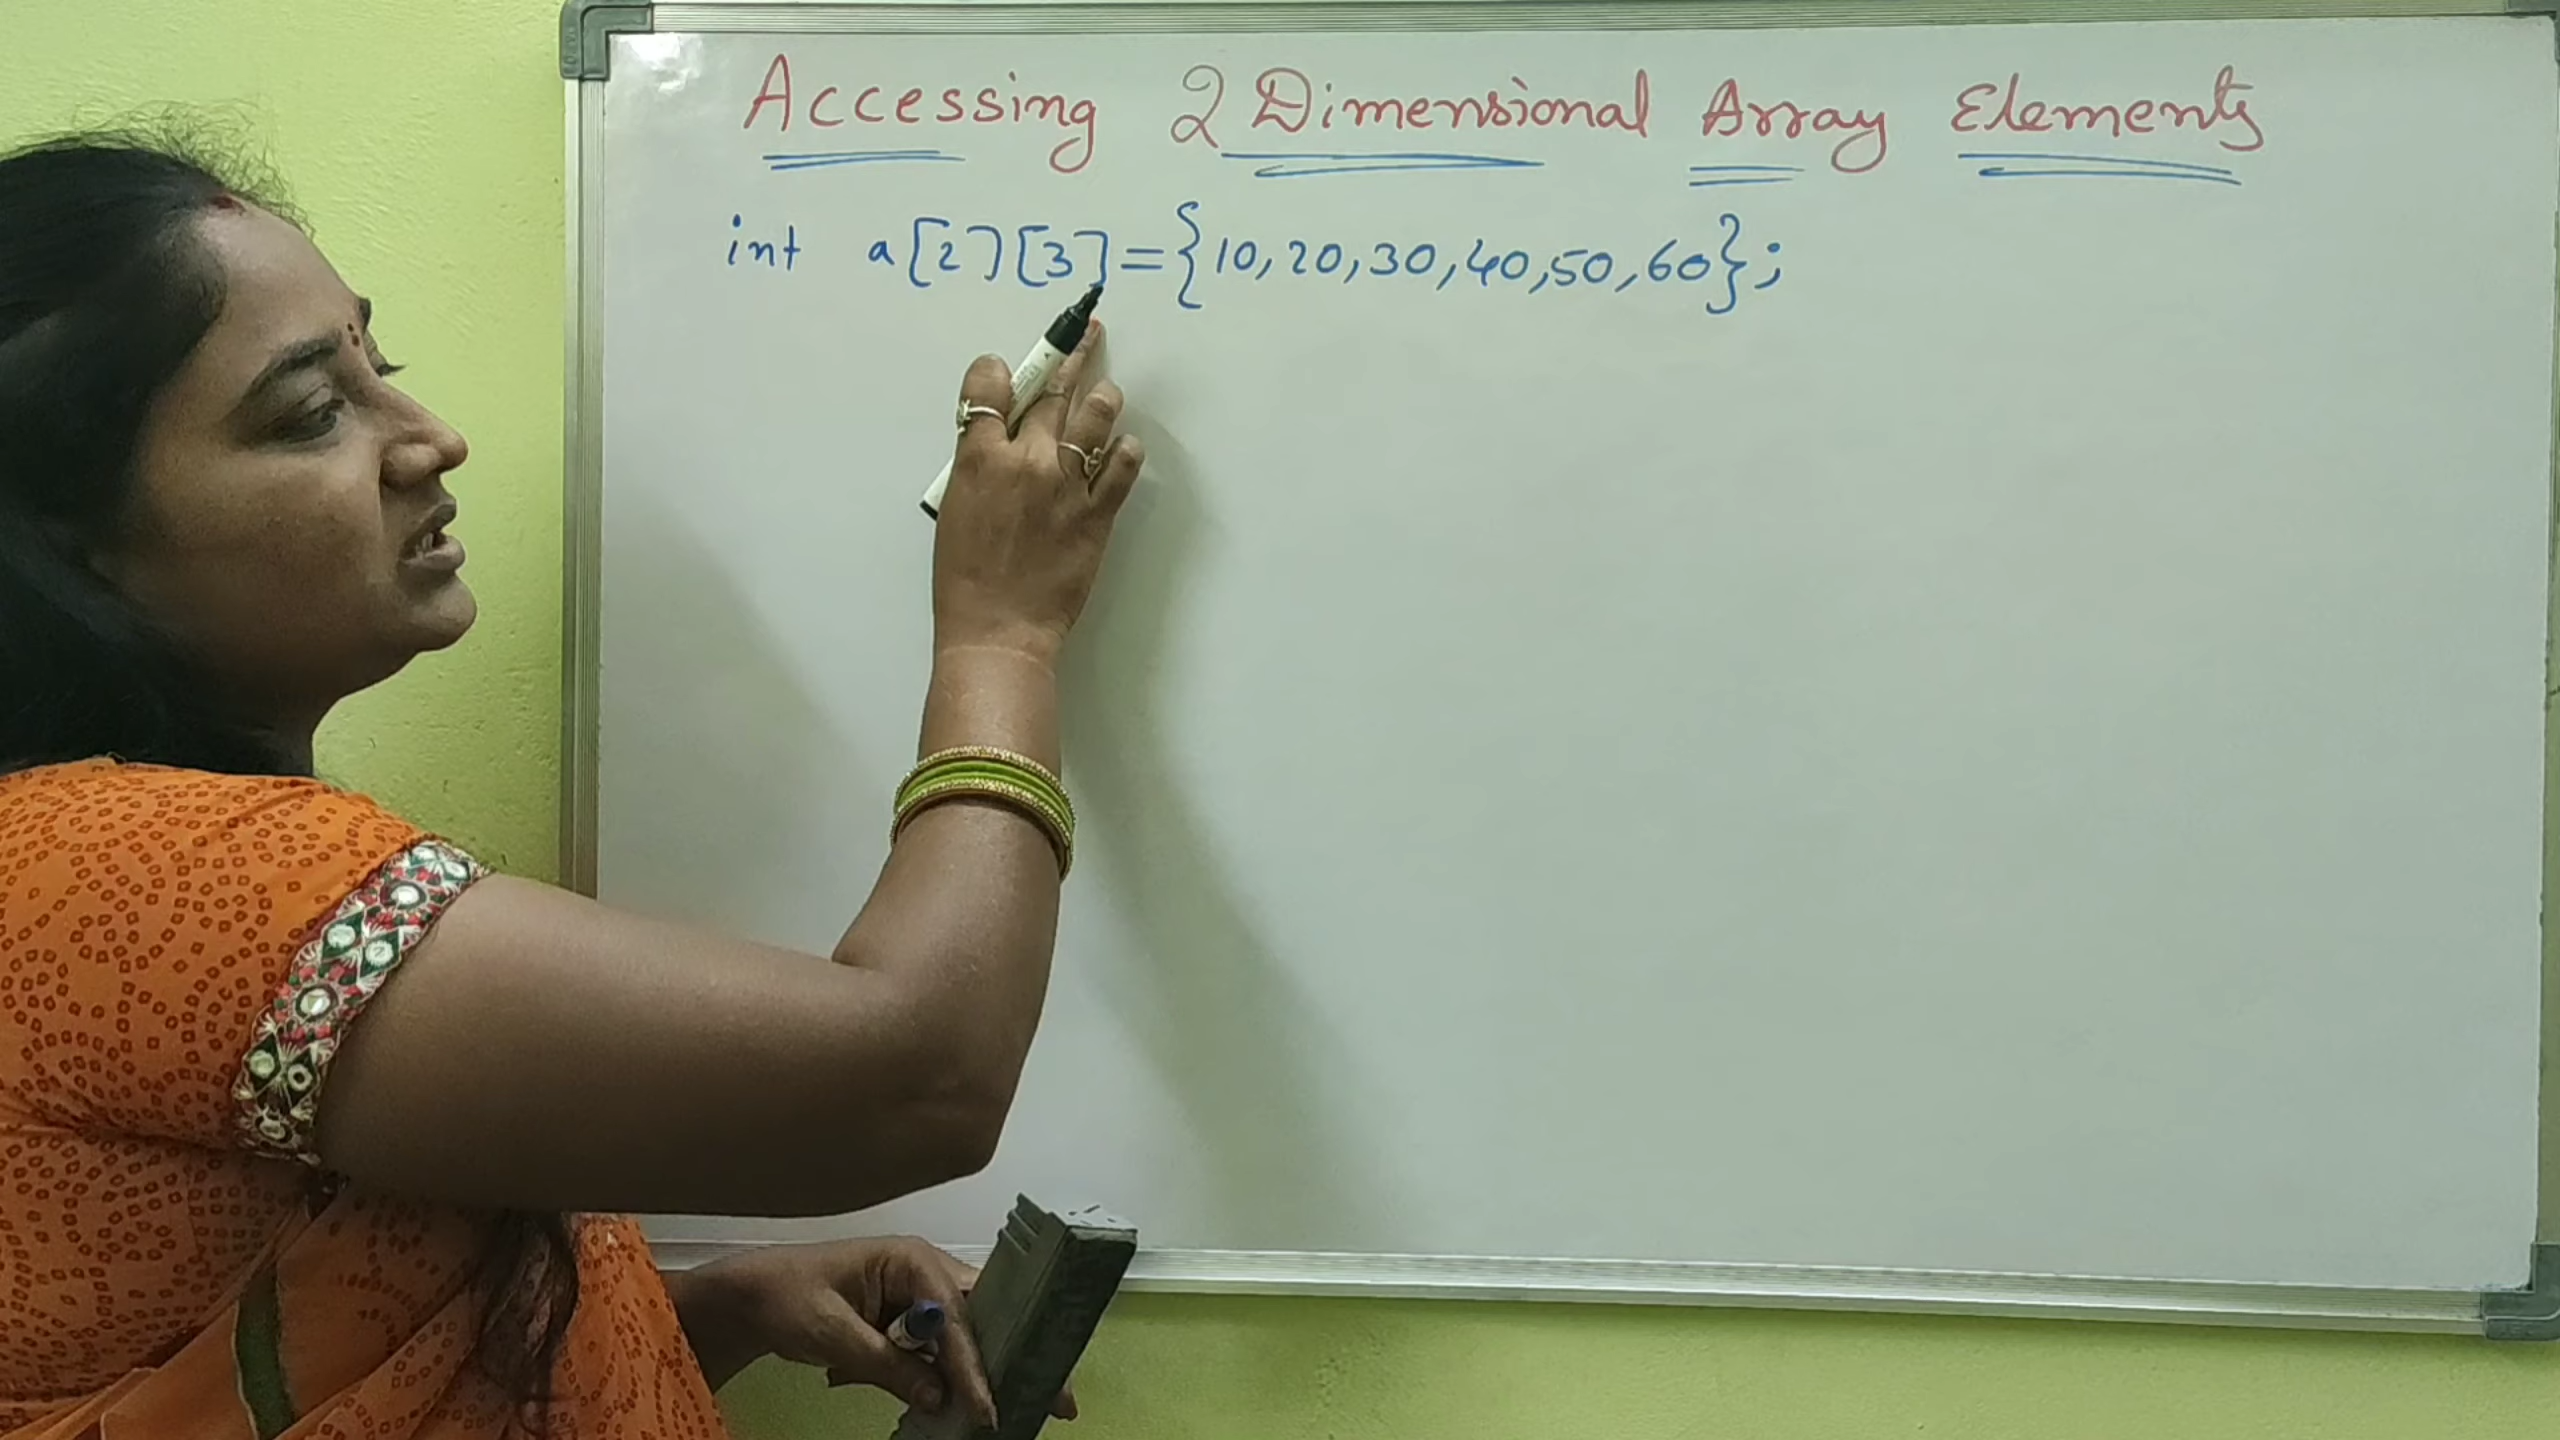 Accessing 2 Dimensional Array Elements
int a[2][3]={10,20,30,40,50,60};